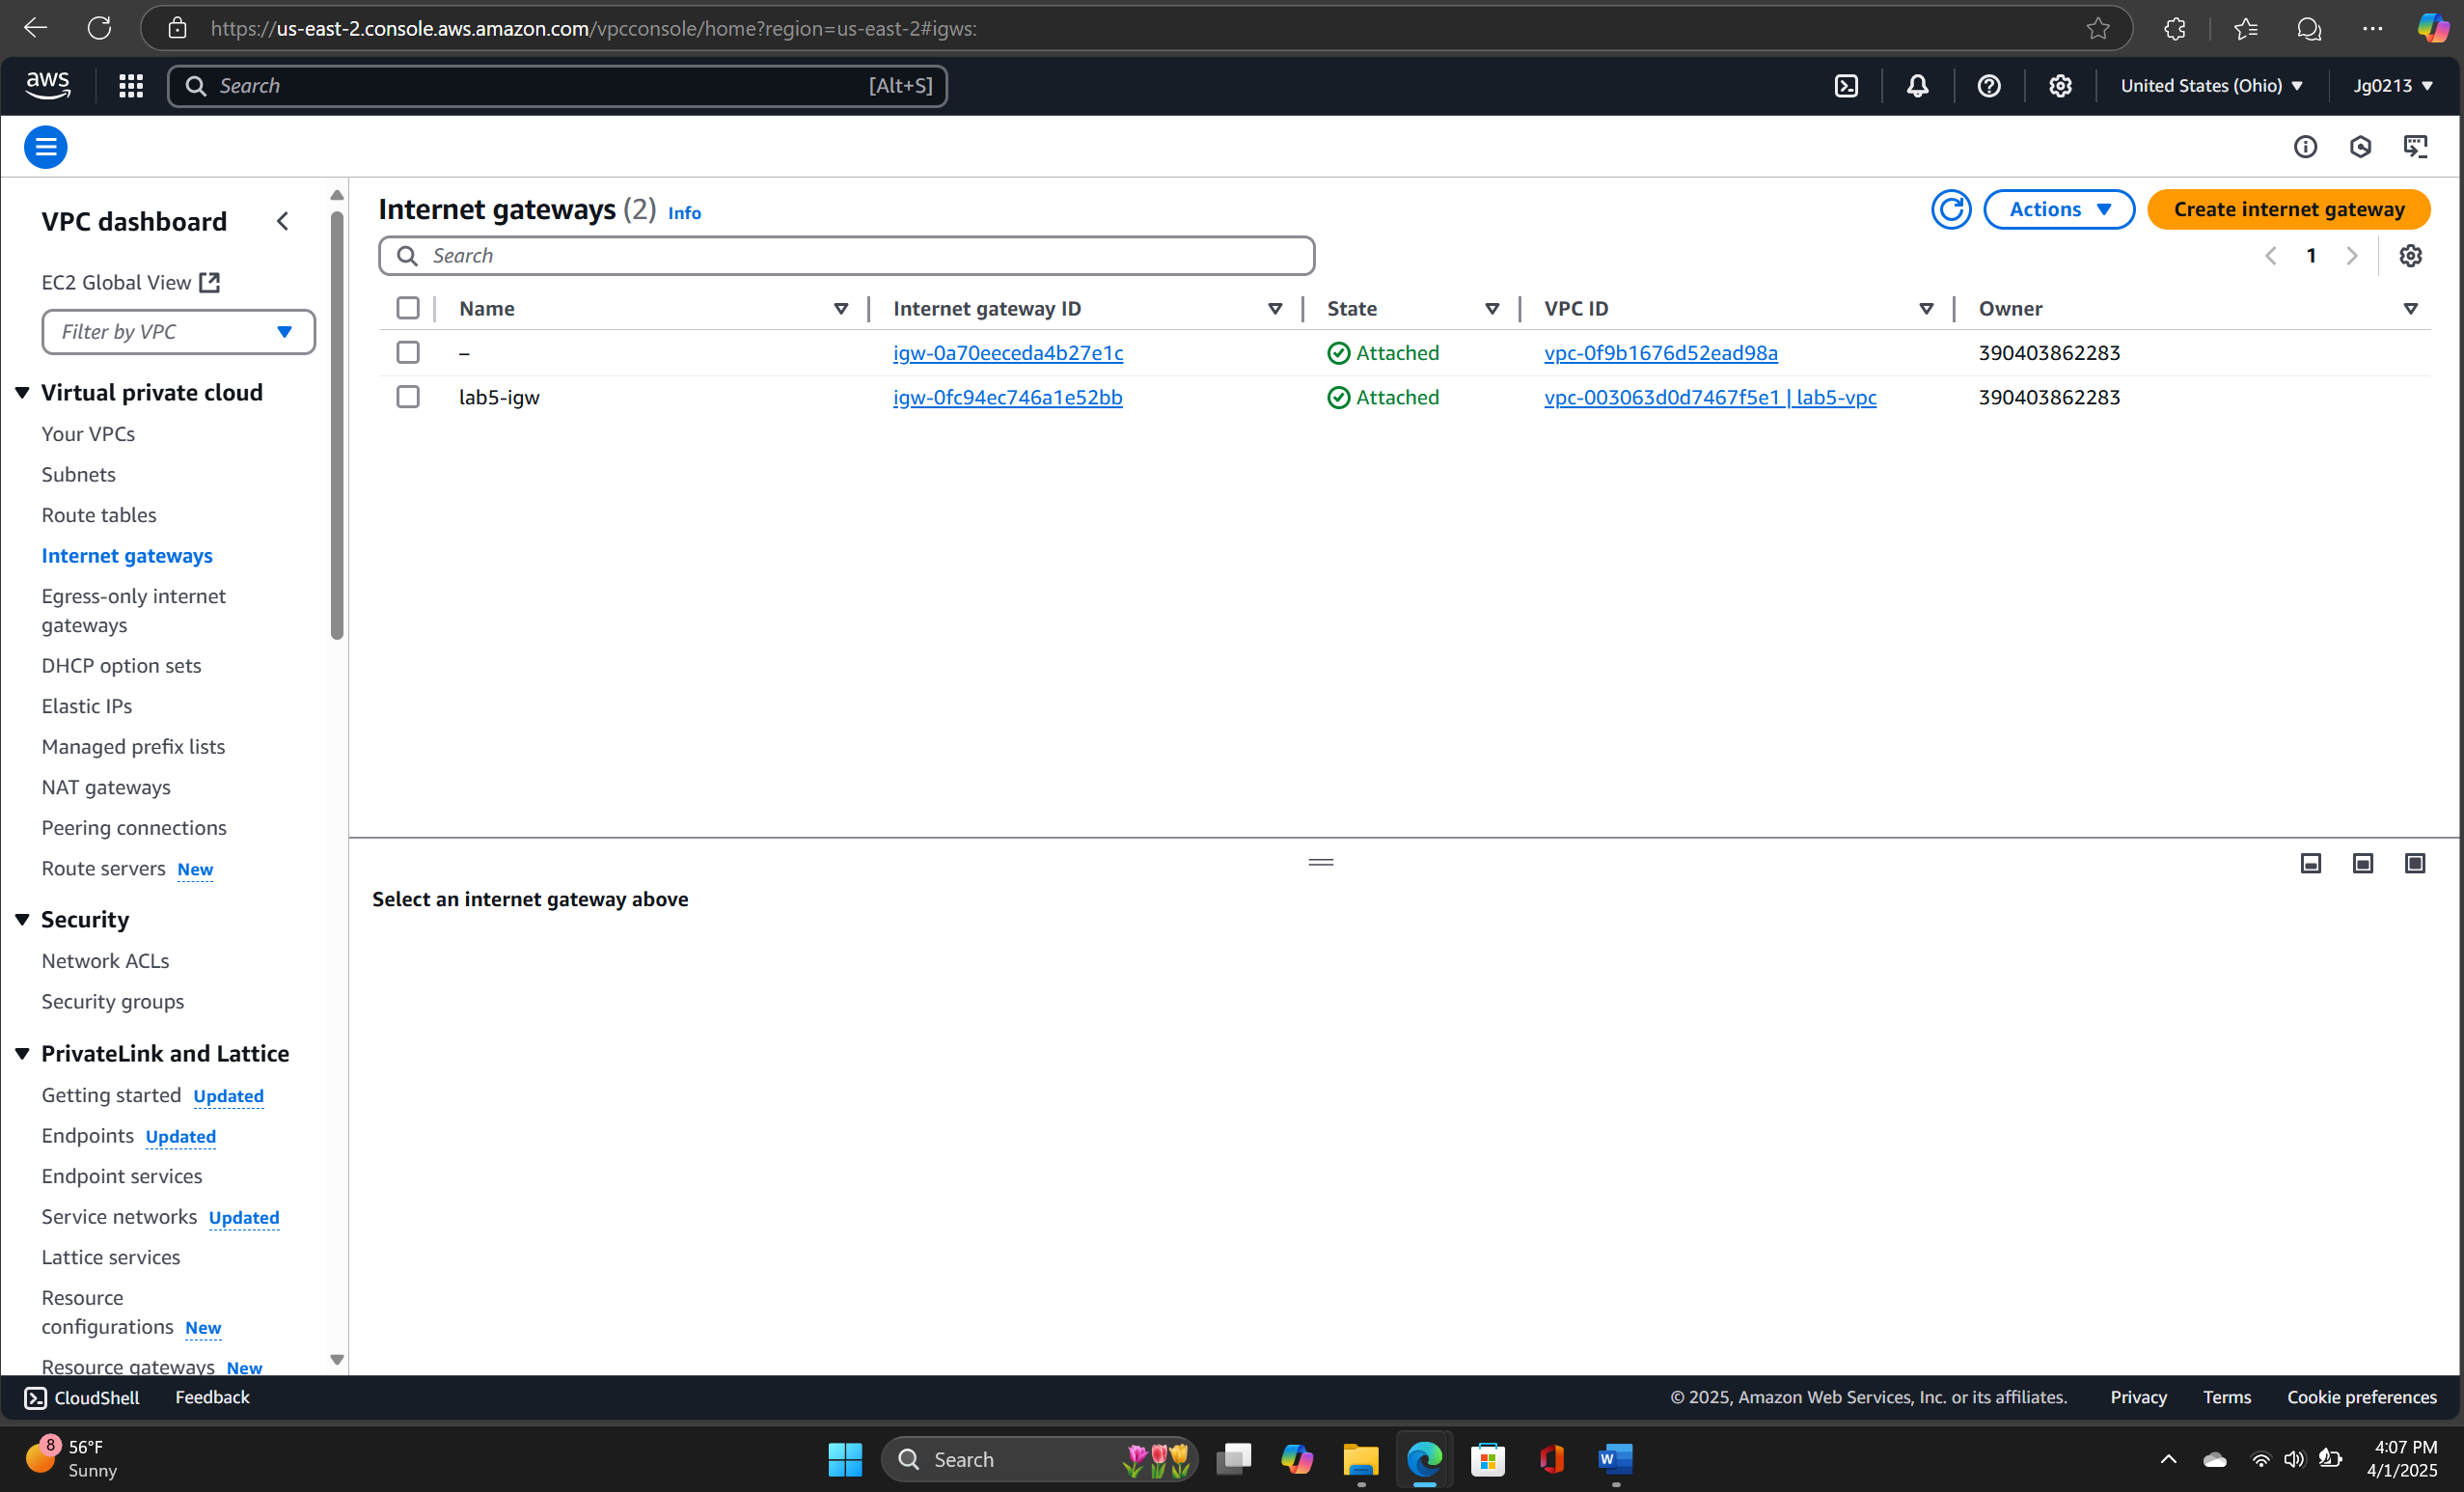 https://us-east-2.console.aws.amazon.com/vpcconsole/home?region=us-east-2#igws:
aws
Search
[Alt+S]
United States (Ohio)
Jg0213
VPC dashboard
EC2 Global View
Filter by VPC
Virtual private cloud
Your VPCs
Subnets
Route tables
Internet gateways
Egress-only internet
gateways
DHCP option sets
Elastic IPs
Managed prefix lists
NAT gateways
Peering connections
Route servers New
Security
Network ACLs
Security groups
PrivateLink and Lattice
Getting started Updated
Endpoints Updated
Endpoint services
Service networks Updated
Lattice services
Resource
configurations New
Resource gateways New
Internet gateways (2) Info
Actions
Create internet gateway
Search
1
Name Internet gateway ID State VPC ID Owner
– igw-0a70eeceda4b27e1c Attached vpc-0f9b1676d52ead98a 390403862283
lab5-igw igw-0fc94ec746a1e52bb Attached vpc-003063d0d7467f5e1 | lab5-vpc 390403862283
Select an internet gateway above
CloudShell Feedback
© 2025, Amazon Web Services, Inc. or its affiliates. Privacy Terms Cookie preferences
8
56°F
Sunny
Search
W
4:07 PM
4/1/2025